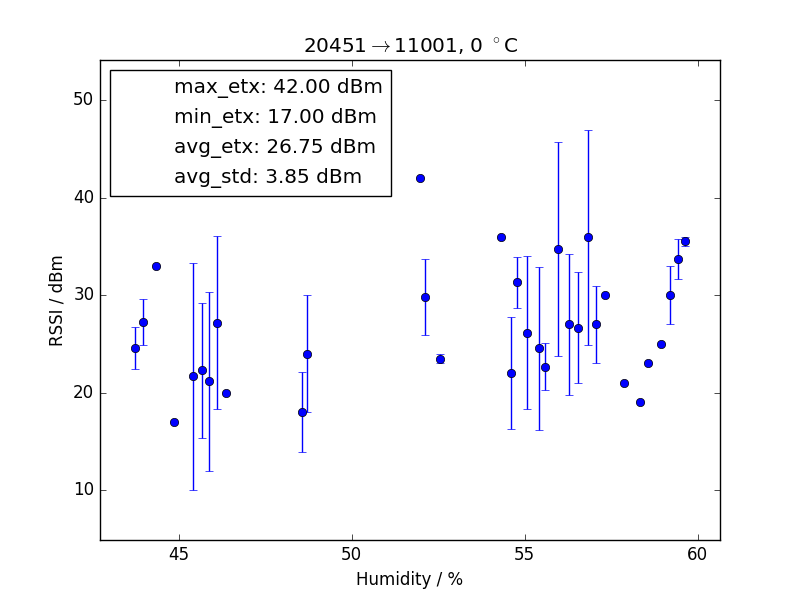 20451→11001, 0 °C
max_etx: 42.00 dBm
min_etx: 17.00 dBm
avg_etx: 26.75 dBm
avg_std: 3.85 dBm
RSSI / dBm
50
40
30
20
10
45 50 55 60
Humidity / %